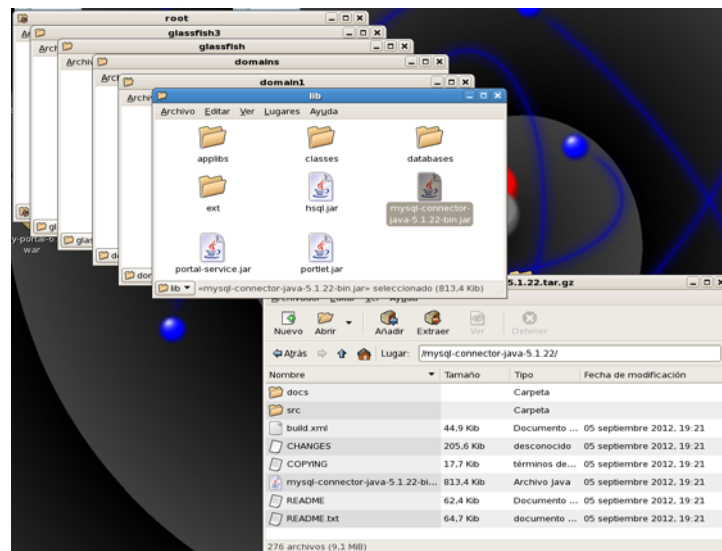 root
glassfish3
glassfish
domains
domain1
lib
Archivo Editar Ver Lugares Ayuda
applibs classes databases
ext hsql.jar mysql-connector-java-5.1.22-bin.jar
portal-service.jar portlet.jar
lib «mysql-connector-java-5.1.22-bin.jar» seleccionado (813,4 Kib)
war
5.1.22.tar.gz
Nuevo Abrir Añadir Extraer Ver Detener
Atrás Lugar: /mysql-connector-java-5.1.22/
Nombre Tamaño Tipo Fecha de modificación
docs Carpeta
src Carpeta
build.xml 44,9 Kib Documento ... 05 septiembre 2012, 19:21
CHANGES 205,6 Kib desconocido 05 septiembre 2012, 19:21
COPYING 17,7 Kib términos de... 05 septiembre 2012, 19:21
mysql-connector-java-5.1.22-bi... 813,4 Kib Archivo Java 05 septiembre 2012, 19:21
README 62,4 Kib Documento ... 05 septiembre 2012, 19:21
README.txt 64,7 Kib documento ... 05 septiembre 2012, 19:21
276 archivos (9,1 MiB)